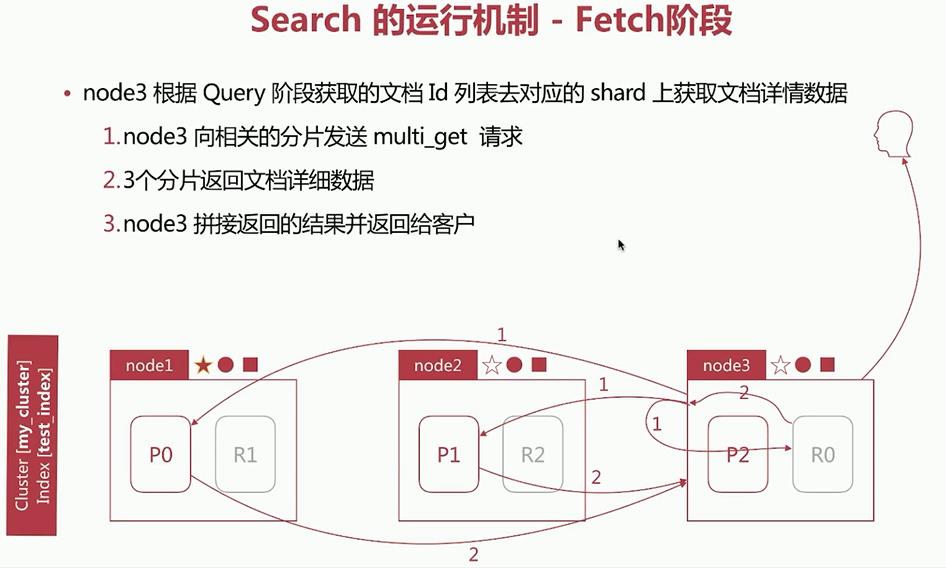 Search 的运行机制 - Fetch阶段
• node3 根据 Query 阶段获取的文档 Id 列表去对应的 shard 上获取文档详情数据
1.node3 向相关的分片发送 multi_get 请求
2.3个分片返回文档详细数据
3.node3 拼接返回的结果并返回给客户
Cluster [my_cluster]
Index [test_index]
1
node1
node2
node3
1
2
1
P0
R1
P1
R2
P2
R0
2
2